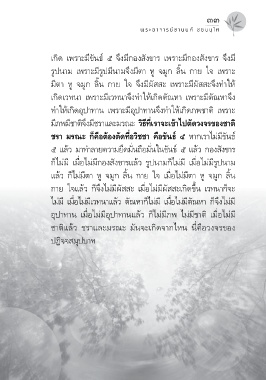 ๓๓
พระอาจารย์ชานนท์ ชยนนฺโท
เกิด เพราะมีขันธ์ ๕ จึงมีกองสังขาร เพราะมีกองสังขาร จึงมี
รูปนาม เพราะมีรูปมีนามจึงมีตา หู จมูก ลิ้น กาย ใจ เพราะ
มีตา หู จมูก ลิ้น กาย ใจ จึงมีผัสสะ เพราะมีผัสสะจึงทำให้
เกิดเวทนา เพราะมีเวทนาจึงทำให้เกิดตัณหา เพราะมีตัณหาจึง
ทำให้เกิดอุปาทาน เพราะมีอุปาทานจึงทำให้เกิดภพชาติ เพราะ
มีภพมีชาติจึงมีชราและมรณะ วิธีที่เราจะเข้าไปตัดวงจรของชาติ
ชรา มรณะ ก็คือต้องตัดที่อวิชชา คือขันธ์ ๕ หากเราไม่มีขันธ์
๕ แล้ว มาทำลายความยึดมั่นถือมั่นในขันธ์ ๕ แล้ว กองสังขาร
ก็ไม่มี เมื่อไม่มีกองสังขารแล้ว รูปนามก็ไม่มี เมื่อไม่มีรูปนาม
แล้ว ก็ไม่มีตา หู จมูก ลิ้น กาย ใจ เมื่อไม่มีตา หู จมูก ลิ้น
กาย ใจแล้ว ก็จึงไม่มีผัสสะ เมื่อไม่มีผัสสะเกิดขึ้น เวทนาก็จะ
ไม่มี เมื่อไม่มีเวทนาแล้ว ตัณหาก็ไม่มี เมื่อไม่มีตัณหา ก็จึงไม่มี
อุปาทาน เมื่อไม่มีอุปาทานแล้ว ก็ไม่มีภพ ไม่มีชาติ เมื่อไม่มี
ชาติแล้ว ชราและมรณะ มันจะเกิดจากไหน นี่คือวงจรของ
ปฏิจจสมุปบาท